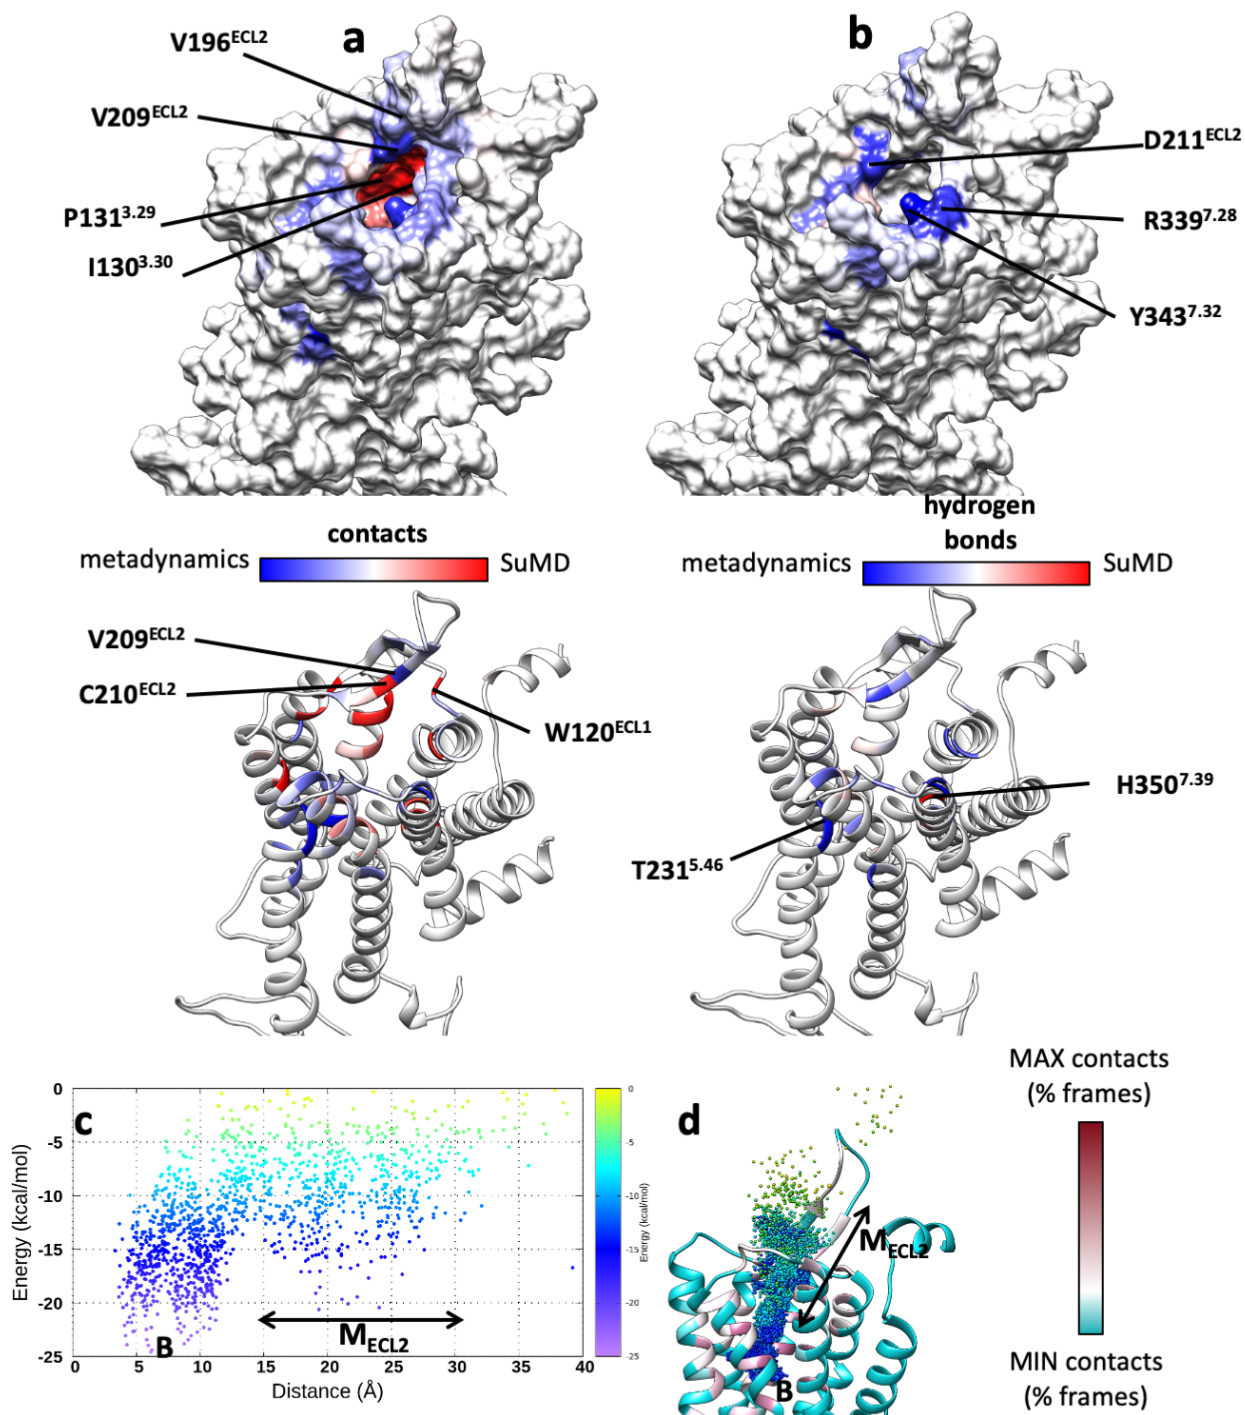 a
V196ECL2
V209ECL2
P1313.29
I1303.30
b
D211ECL2
R3397.28
Y3437.32
contacts
metadynamics SuMD
hydrogen
bonds
metadynamics SuMD
V209ECL2
C210ECL2
W120ECL1
H3507.39
T2315.46
c
Energy (kcal/mol)
0
-5
-10
-15
-20
-25
0 5 10 15 20 25 30 35 40
Distance (Å)
B
MECL2
0
-5
-10
-15
-20
-25
Energy (kcal/mol)
d
MECL2
B
MAX contacts
(% frames)
MIN contacts
(% frames)